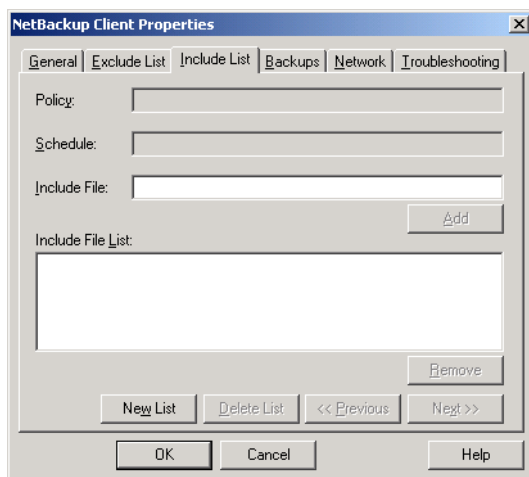 NetBackup Client Properties
General Exclude List Include List Backups Network Troubleshooting
Policy:
Schedule:
Include File:
Add
Include File List:
Remove
New List Delete List << Previous Next >>
OK Cancel Help